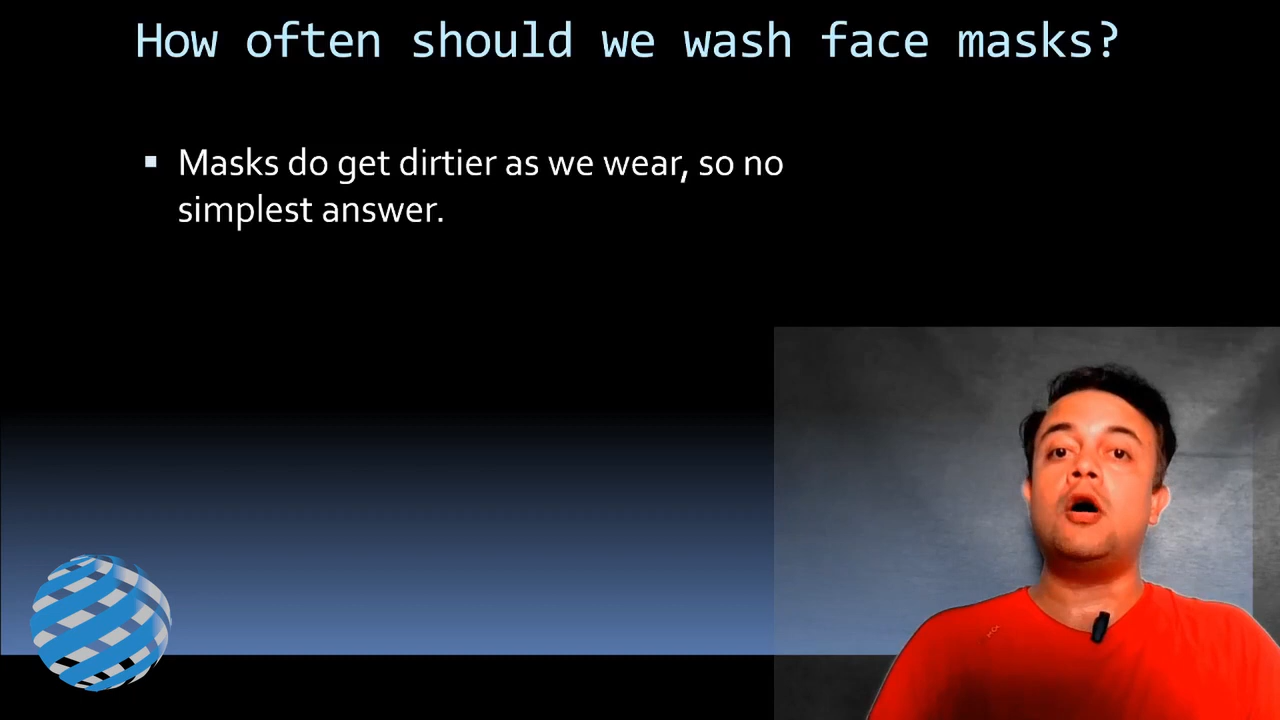 How often should we wash face masks?
▪ Masks do get dirtier as we wear, so no
simplest answer.